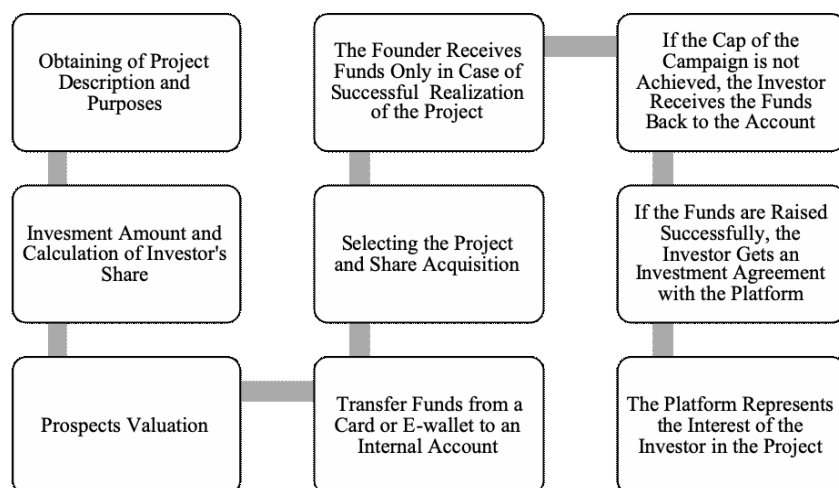 Obtaining of Project
Description and
Purposes
Invesment Amount and
Calculation of Investor's
Share
Prospects Valuation
Transfer Funds from a
Card or E-wallet to an
Internal Account
Selecting the Project
and Share Acquisition
The Founder Receives
Funds Only in Case of
Successful Realization
of the Project
If the Cap of the
Campaign is not
Achieved, the Investor
Receives the Funds
Back to the Account
If the Funds are Raised
Successfully, the
Investor Gets an
Investment Agreement
with the Platform
The Platform Represents
the Interest of the
Investor in the Project